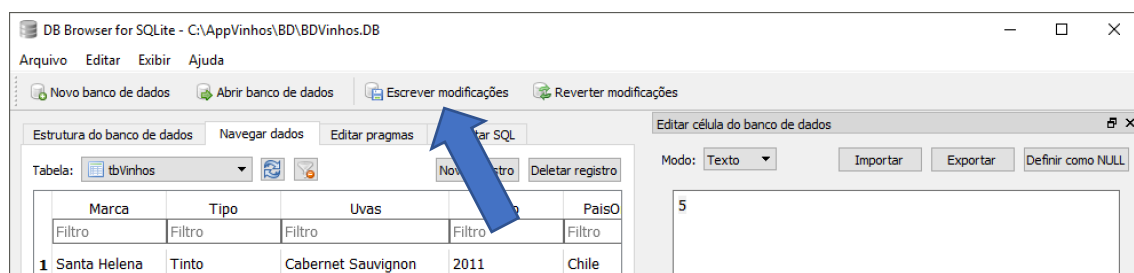 DB Browser for SQLite - C:\AppVinhos\BD\BDVinhos.DB
Arquivo Editar Exibir Ajuda
Novo banco de dados Abrir banco de dados Escrever modificações Reverter modificações
Estrutura do banco de dados Navegar dados Editar pragmas SQL
Editar célula do banco de dados
Tabela: tbVinhos Deletar registro
Modo: Texto Importar Exportar Definir como NULL
Marca Tipo Uvas PaisO
Filtro Filtro Filtro Filtro Filtro
1 Santa Helena Tinto Cabernet Sauvignon 2011 Chile
5